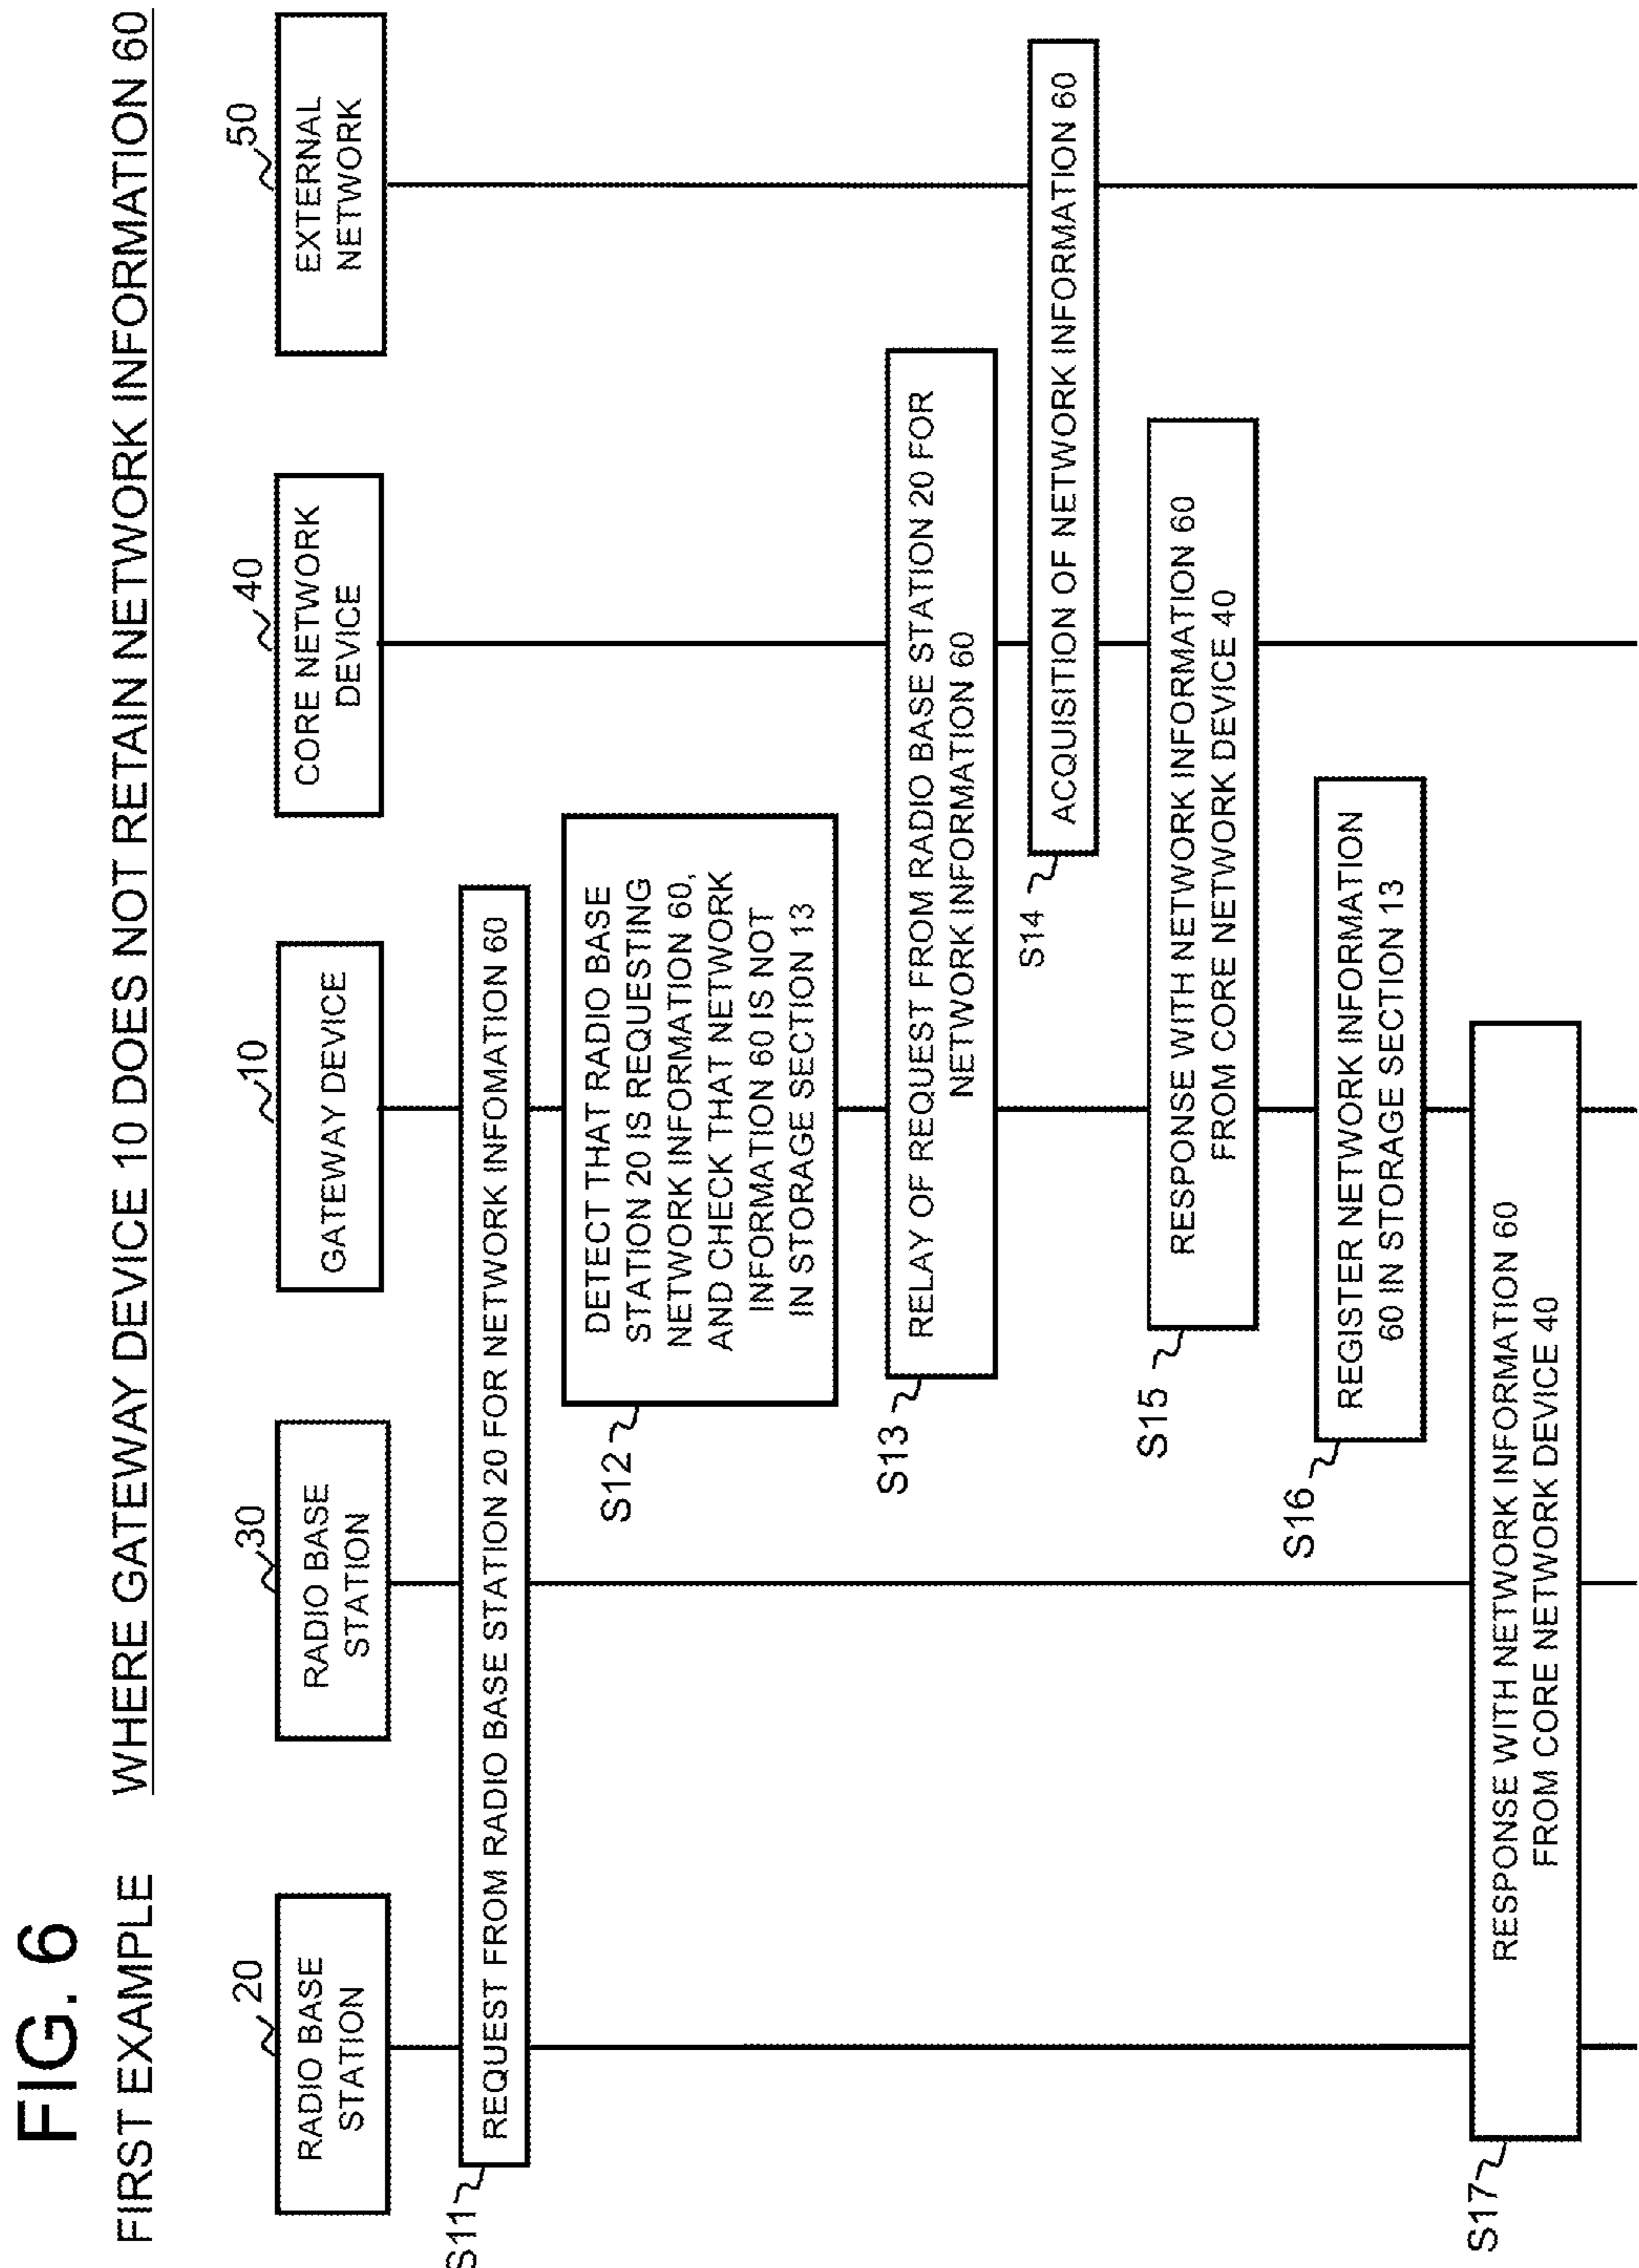 FIG. 6
FIRST EXAMPLE WHERE GATEWAY DEVICE 10 DOES NOT RETAIN NETWORK INFORMATION 60
20
30
10
40
50
RADIO BASE
STATION
RADIO BASE
STATION
GATEWAY DEVICE
CORE NETWORK
DEVICE
EXTERNAL
NETWORK
S11
REQUEST FROM RADIO BASE STATION 20 FOR NETWORK INFOMATION 60
S12
DETECT THAT RADIO BASE
STATION 20 IS REQUESTING
NETWORK INFORMATION 60,
AND CHECK THAT NETWORK
INFORMATION 60 IS NOT
IN STORAGE SECTION 13
S13
RELAY OF REQUEST FROM RADIO BASE STATION 20 FOR
NETWORK INFORMATION 60
S14
ACQUISITION OF NETWORK INFORMATION 60
S15
RESPONSE WITH NETWORK INFORMATION 60
FROM CORE NETWORK DEVICE 40
S16
REGISTER NETWORK INFORMATION
60 IN STORAGE SECTION 13
S17
RESPONSE WITH NETWORK INFORMATION 60
FROM CORE NETWORK DEVICE 40